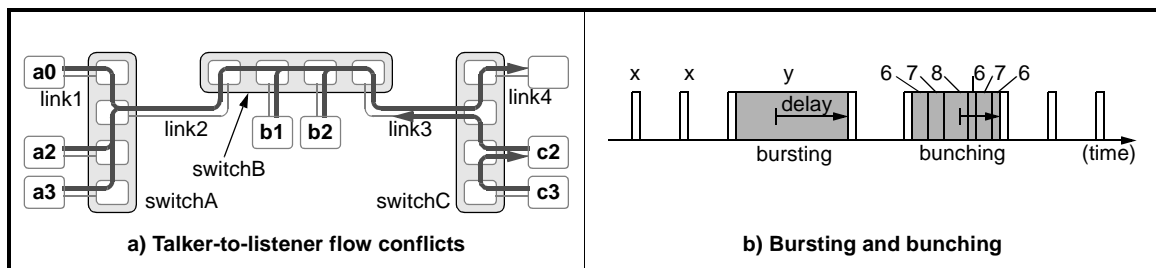 a0
link1
a2
a3
switchA
link2
switchB
b1
b2
link3
switchC
link4
c2
c3
a) Talker-to-listener flow conflicts
x x y 6 7 8 6 7 6
delay
bursting bunching (time)
b) Bursting and bunching